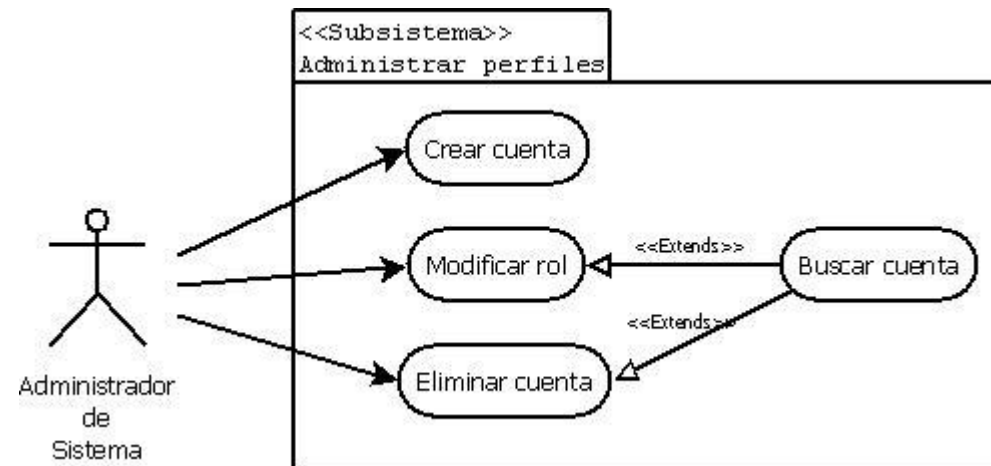 <<Subsistema>>
Administrar perfiles
Crear cuenta
Modificar rol
<<Extends>>
Buscar cuenta
<<Extends>>
Eliminar cuenta
Administrador
de
Sistema